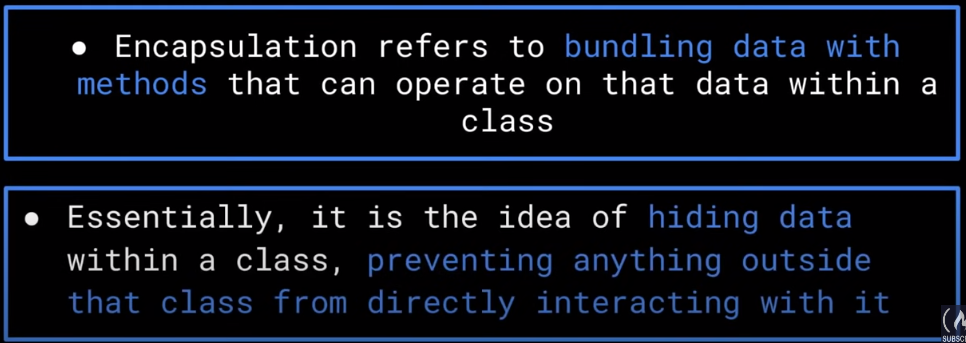 ● Encapsulation refers to bundling data with
methods that can operate on that data within a
class
● Essentially, it is the idea of hiding data
within a class, preventing anything outside
that class from directly interacting with it